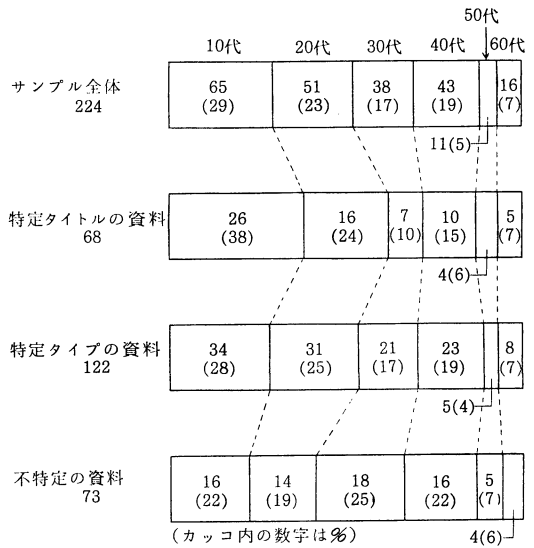 50代
10代 20代 30代 40代 60代
サンプル全体
224
65 51 38 43 16
(29) (23) (17) (19) (7)
11(5)
特定タイトルの資料
68
26 16 7 10 5
(38) (24) (10) (15) (7)
4(6)
特定タイプの資料
122
34 31 21 23 8
(28) (25) (17) (19) (7)
5(4)
不特定の資料
73
16 14 18 16 5
(22) (19) (25) (22) (7)
(カッコ内の数字は%) 4(6)